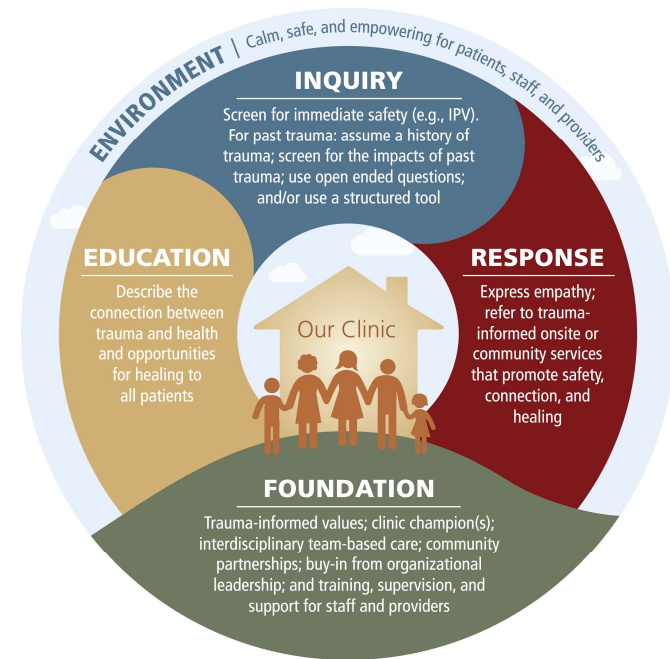 ENVIRONMENT | Calm, safe, and empowering for patients, staff, and providers
INQUIRY
Screen for immediate safety (e.g., IPV).
For past trauma: assume a history of
trauma; screen for the impacts of past
trauma; use open ended questions;
and/or use a structured tool
EDUCATION
Describe the
connection between
trauma and health
and opportunities
for healing to
all patients
RESPONSE
Express empathy;
refer to trauma-
informed onsite or
community services
that promote safety,
connection, and
healing
Our Clinic
FOUNDATION
Trauma-informed values; clinic champion(s);
interdisciplinary team-based care; community
partnerships; buy-in from organizational
leadership; and training, supervision, and
support for staff and providers